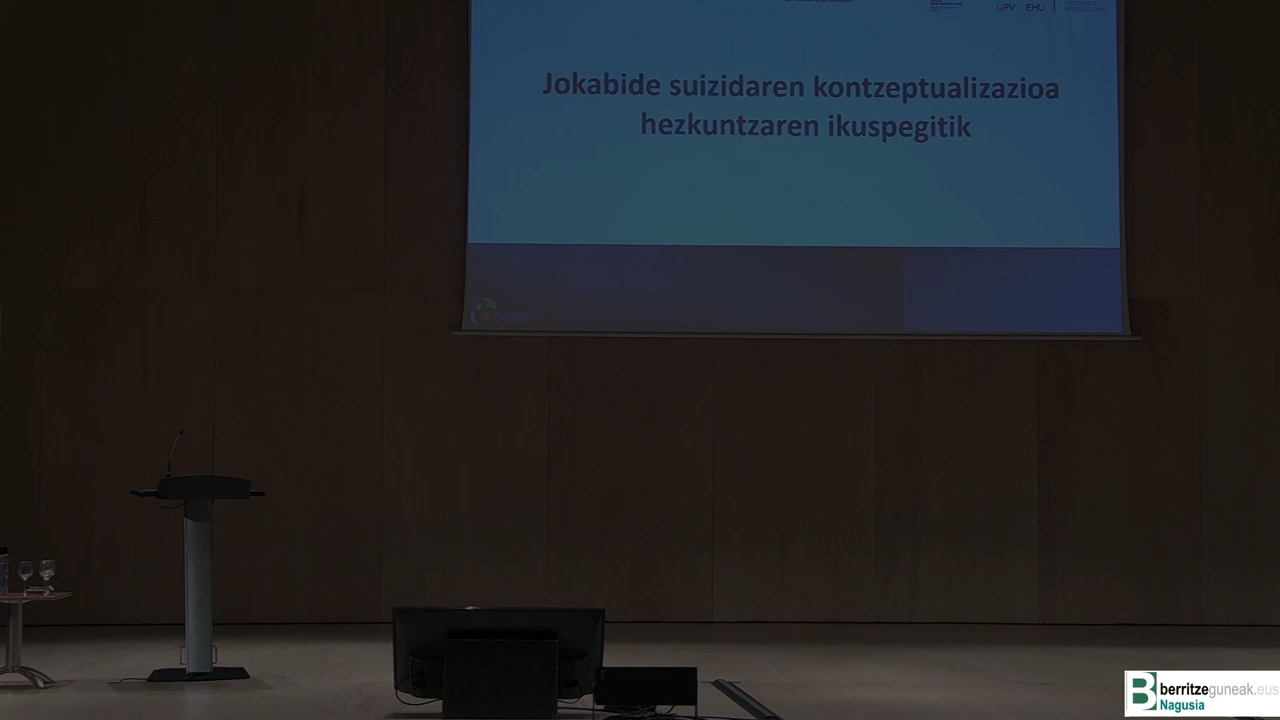 UPV EHU
Jokabide suizidaren kontzeptualizazioa
hezkuntzaren ikuspegitik
berritzeguneak.eus
Nagusia